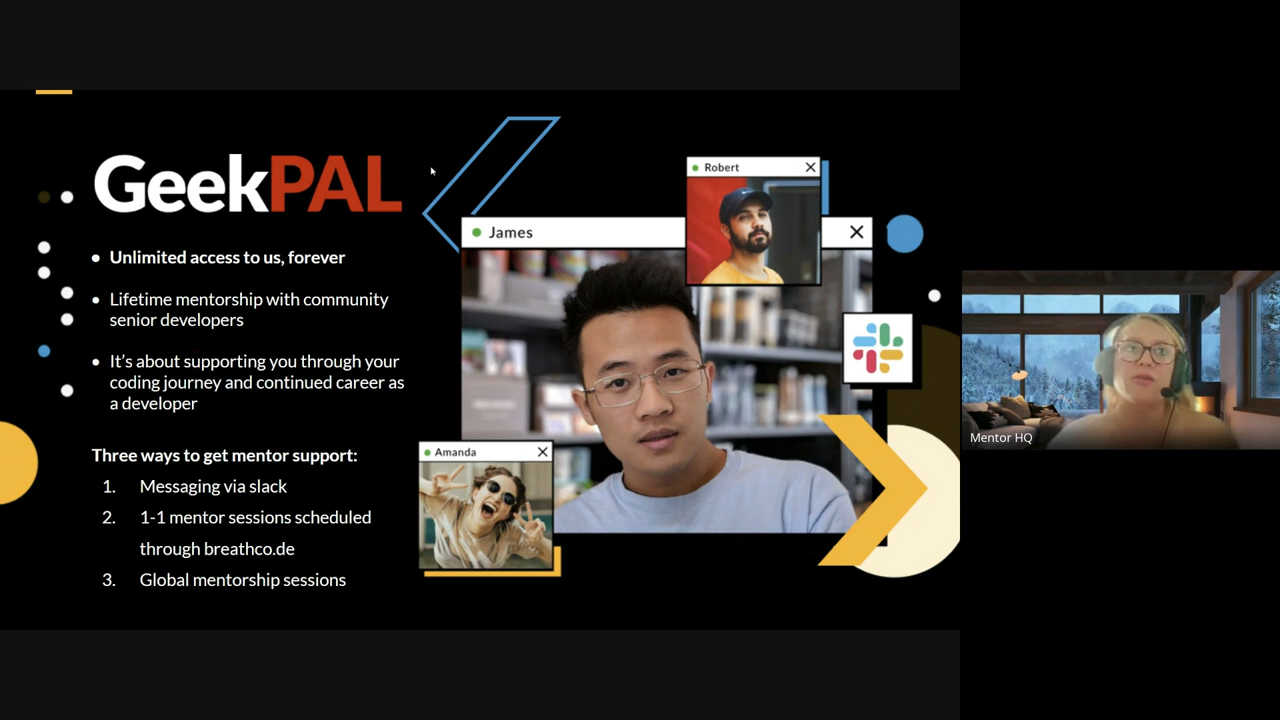 GeekPAL
Unlimited access to us, forever
Lifetime mentorship with community
senior developers
It’s about supporting you through your
coding journey and continued career as
a developer
Three ways to get mentor support:
1. Messaging via slack
2. 1-1 mentor sessions scheduled
through breathco.de
3. Global mentorship sessions
Robert
James
Amanda
Mentor HQ